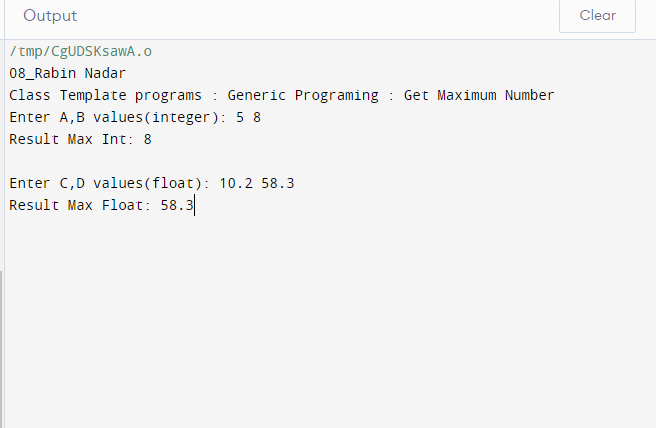 Output
Clear
/tmp/CgUDSKsawA.o
08_Rabin Nadar
Class Template programs : Generic Programing : Get Maximum Number
Enter A,B values(integer): 5 8
Result Max Int: 8
Enter C,D values(float): 10.2 58.3
Result Max Float: 58.3